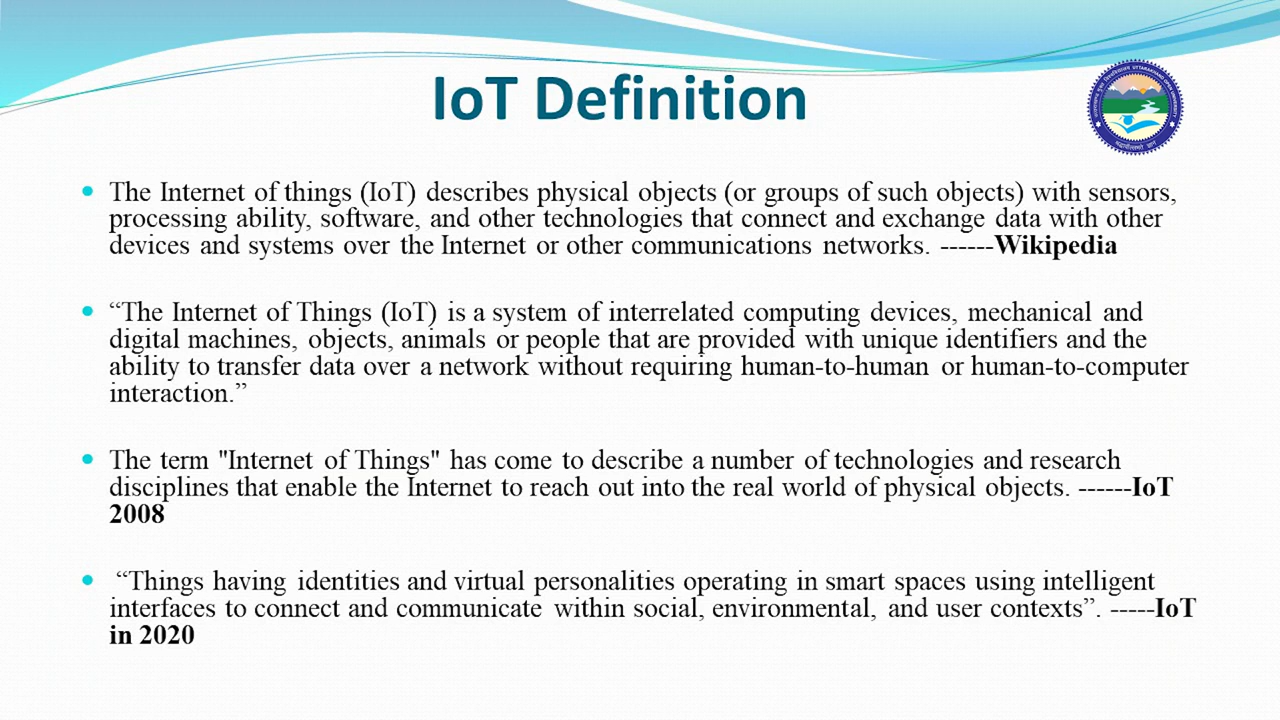 IoT Definition
UTTARAKHAND OPEN UNIVERSITY
The Internet of things (IoT) describes physical objects (or groups of such objects) with sensors,
processing ability, software, and other technologies that connect and exchange data with other
devices and systems over the Internet or other communications networks. ------Wikipedia
“The Internet of Things (IoT) is a system of interrelated computing devices, mechanical and
digital machines, objects, animals or people that are provided with unique identifiers and the
ability to transfer data over a network without requiring human-to-human or human-to-computer
interaction.”
The term "Internet of Things" has come to describe a number of technologies and research
disciplines that enable the Internet to reach out into the real world of physical objects. ------IoT
2008
“Things having identities and virtual personalities operating in smart spaces using intelligent
interfaces to connect and communicate within social, environmental, and user contexts”. -----IoT
in 2020